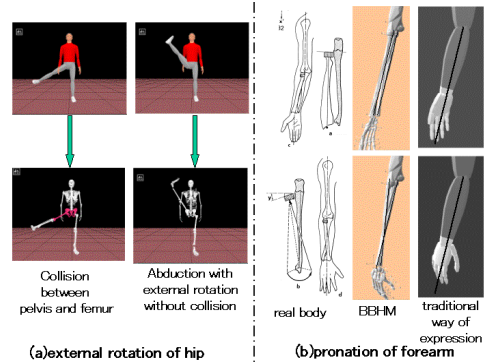 Collision
between
pelvis and femur
Abduction with
external rotation
without collision
(a)external rotation of hip
12
c
a
y
b
d
real body
BBHM
traditional
way of
expression
(b)pronation of forearm